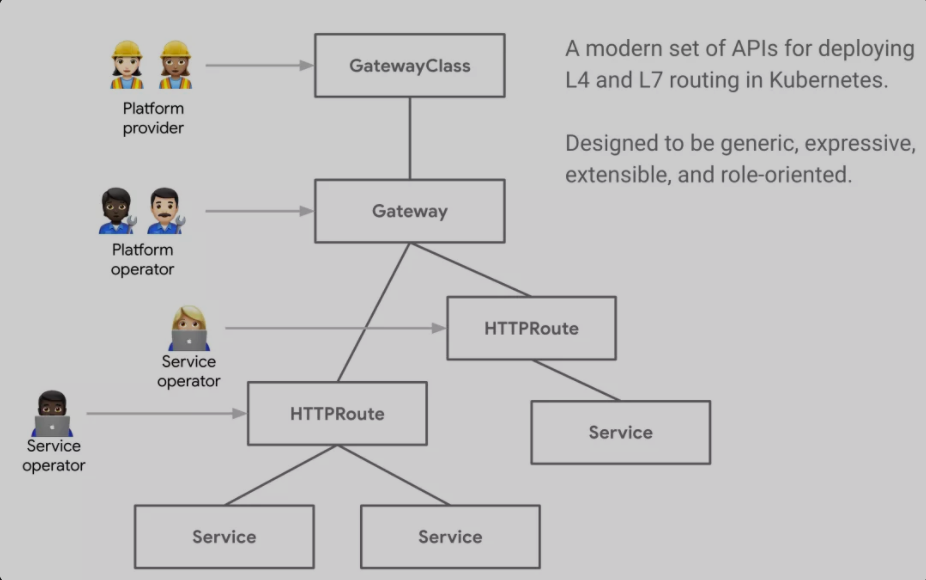 GatewayClass
A modern set of APIs for deploying
L4 and L7 routing in Kubernetes.
Platform
provider
Designed to be generic, expressive,
extensible, and role-oriented.
Gateway
Platform
operator
HTTPRoute
Service
operator
HTTPRoute
Service
Service
operator
Service
Service